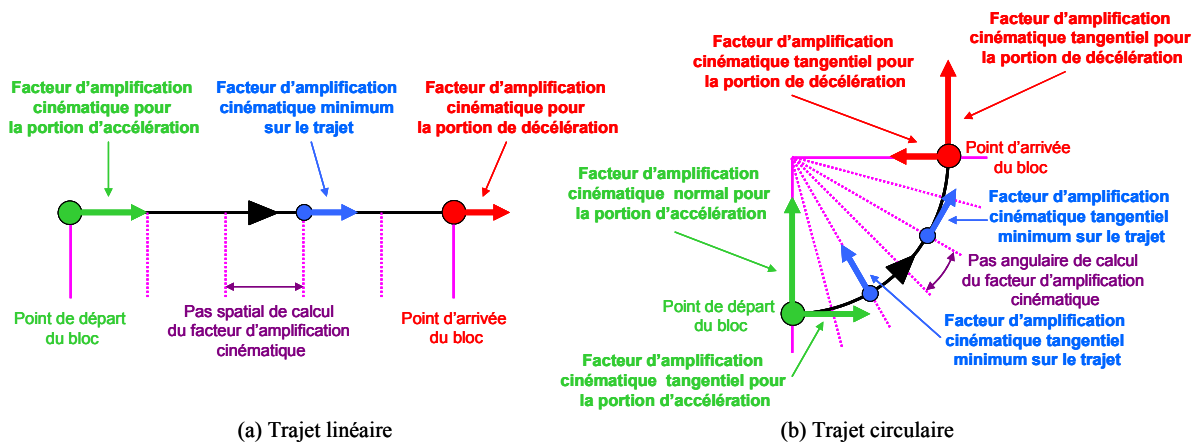 Facteur d'amplification
cinématique pour
la portion d'accélération
Facteur d'amplification
cinématique minimum
sur le trajet
Facteur d'amplification
cinématique pour
la portion de décélération
Point de départ
du bloc
Pas spatial de calcul
du facteur d'amplification
cinématique
Point d'arrivée
du bloc
(a) Trajet linéaire
Facteur d'amplification
cinématique tangentiel pour
la portion de décélération
Facteur d'amplification
cinématique tangentiel pour
la portion de décélération
Point d'arrivée
du bloc
Facteur d'amplification
cinématique normal pour
la portion d'accélération
Facteur d'amplification
cinématique tangentiel
minimum sur le trajet
Pas angulaire de calcul
du facteur d'amplification
cinématique
Point de départ
du bloc
Facteur d'amplification
cinématique tangentiel
minimum sur le trajet
Facteur d'amplification
cinématique tangentiel pour
la portion d'accélération
(b) Trajet circulaire